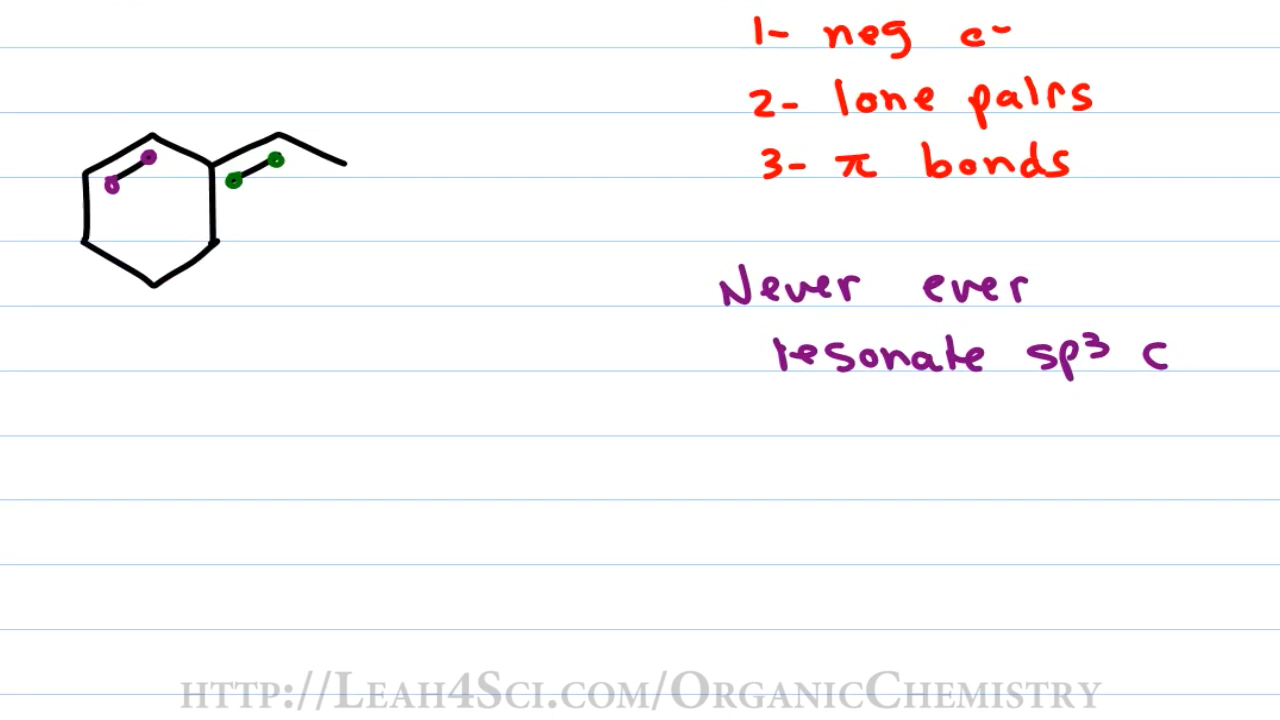 1- neg e-
2- lone pairs
3- π bonds
Never ever
resonate sp³ c
HTTP://LEAH4SCI.COM/ORGANICCHEMISTRY